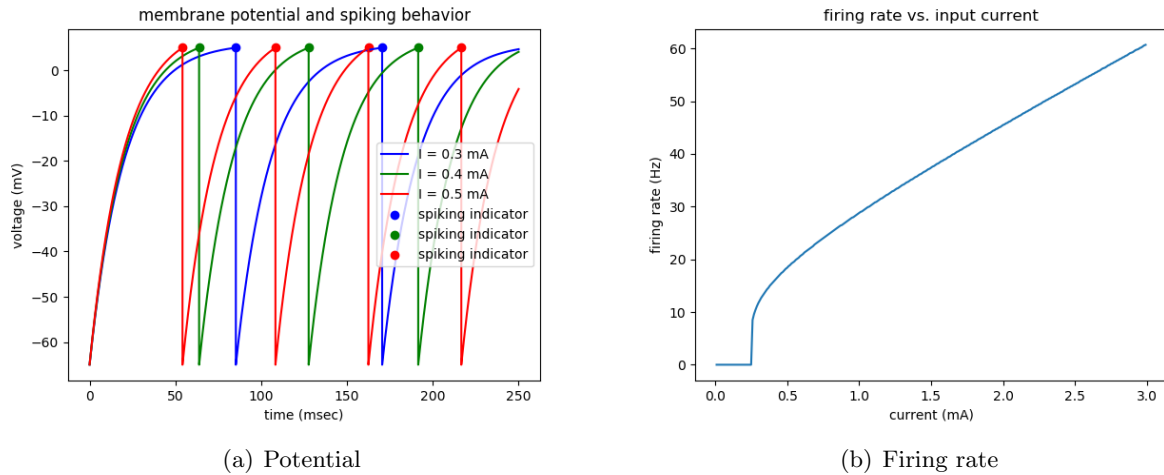 membrane potential and spiking behavior
0
−10
−20
−30
−40
−50
−60
voltage (mV)
I = 0.3 mA
I = 0.4 mA
I = 0.5 mA
spiking indicator
spiking indicator
spiking indicator
0 50 100 150 200 250
time (msec)
(a) Potential
firing rate vs. input current
60
50
40
30
20
10
0
firing rate (Hz)
0.0 0.5 1.0 1.5 2.0 2.5 3.0
current (mA)
(b) Firing rate